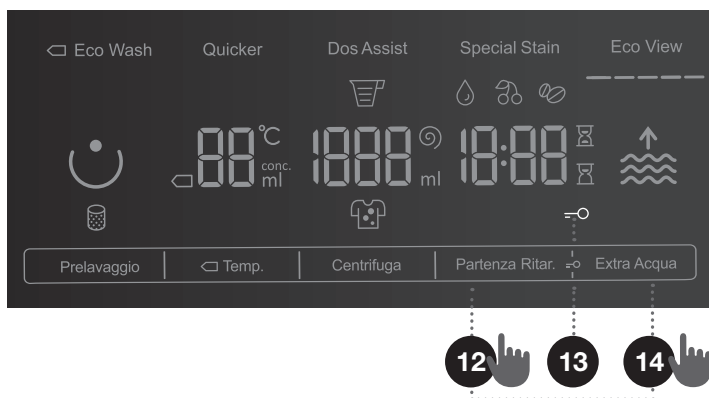 Eco Wash Quicker Dos Assist Special Stain Eco View
88 °C conc. ml 1888 ml 18:88
Prelavaggio Temp. Centrifuga Partenza Ritar. Extra Acqua
12 13 14